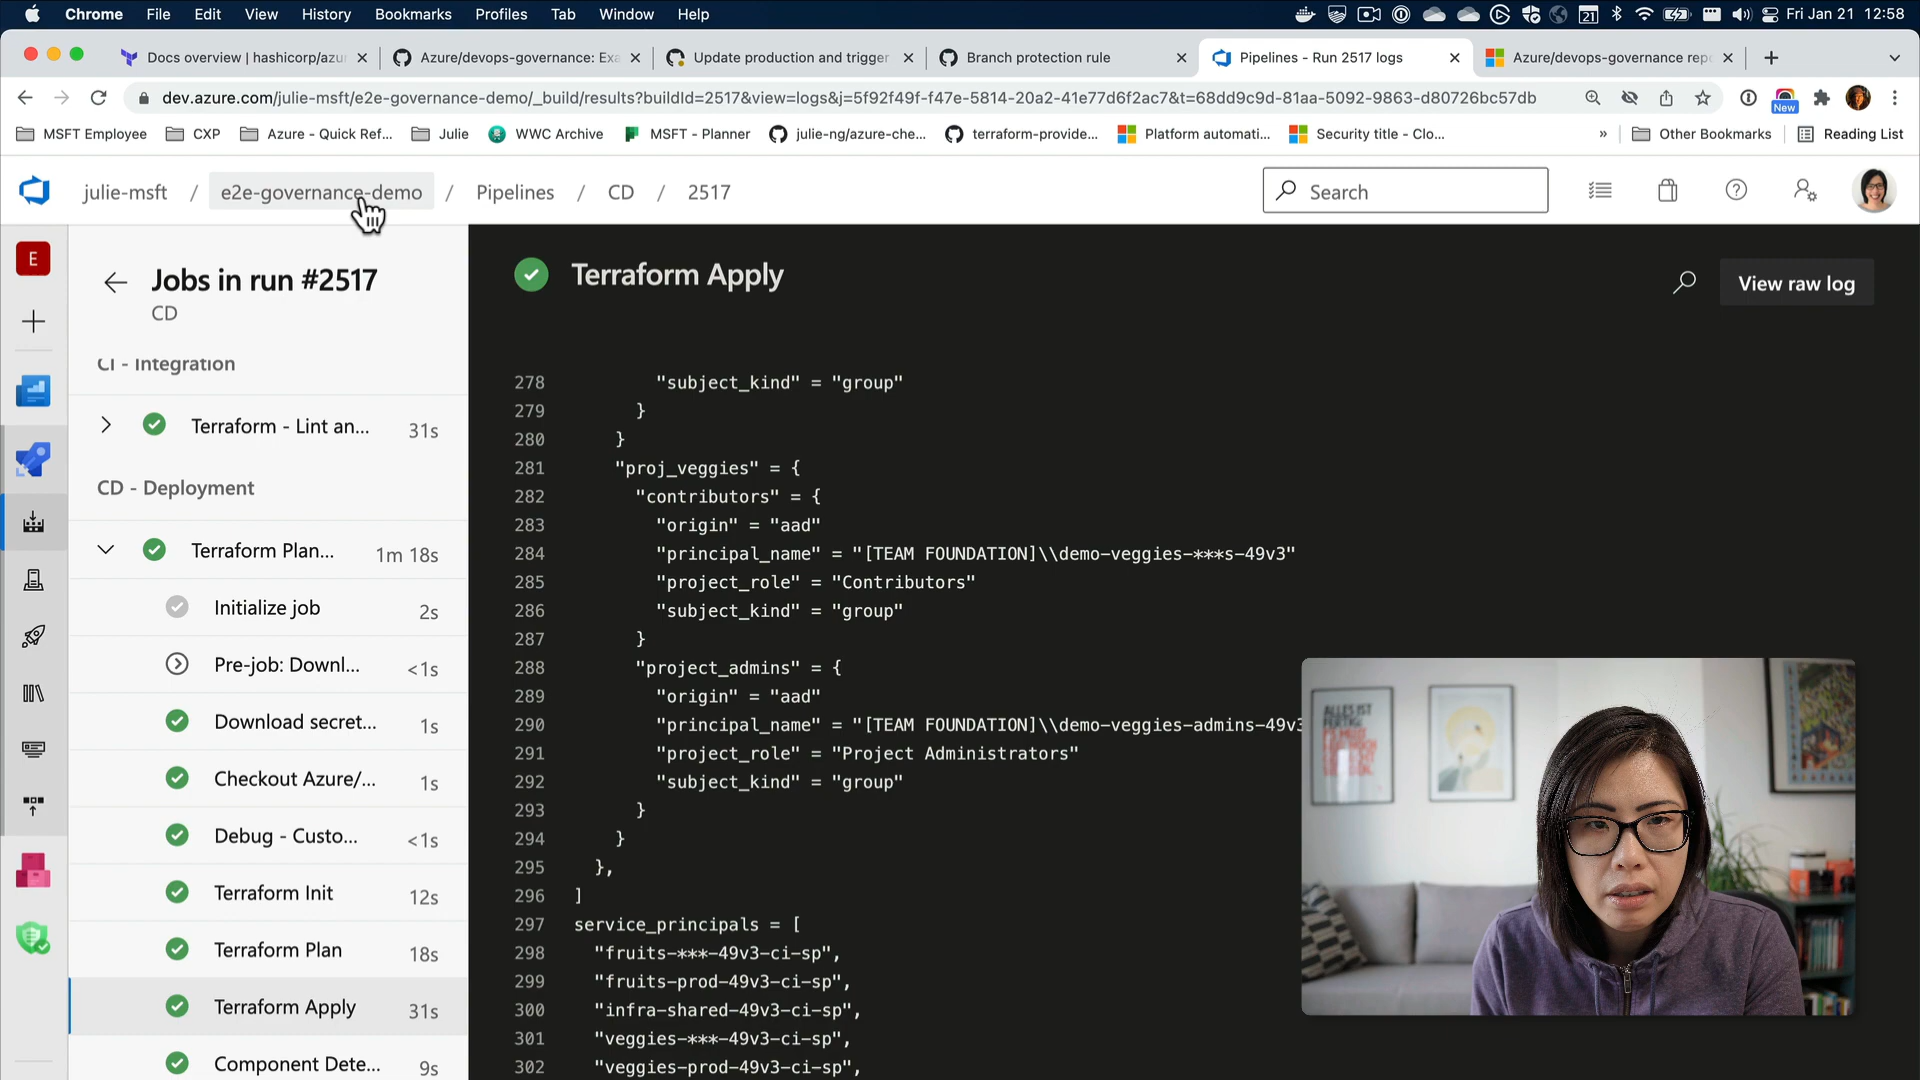 Chrome File Edit View History Bookmarks Profiles Tab Window Help 21 Fri Jan 21 12:58
Docs overview | hashicorp/azur
Azure/devops-governance: Exa
Update production and trigger
Branch protection rule
Pipelines - Run 2517 logs
Azure/devops-governance repo
dev.azure.com/julie-msft/e2e-governance-demo/_build/results?buildId=2517&view=logs&j=5f92f49f-f47e-5814-20a2-41e77d6f2ac7&t=68dd9c9d-81aa-5092-9863-d80726bc57db
New
MSFT Employee CXP Azure - Quick Ref... Julie WWC Archive MSFT - Planner julie-ng/azure-che... terraform-provide... Platform automati... Security title - Clo... » Other Bookmarks Reading List
julie-msft / e2e-governance-demo / Pipelines / CD / 2517
Search
E
Jobs in run #2517
CD
CI - Integration
Terraform - Lint an... 31s
CD - Deployment
Terraform Plan... 1m 18s
Initialize job 2s
Pre-job: Downl... <1s
Download secret... 1s
Checkout Azure/... 1s
Debug - Custo... <1s
Terraform Init 12s
Terraform Plan 18s
Terraform Apply 31s
Component Dete... 9s
Terraform Apply
View raw log
278 "subject_kind" = "group"
279 }
280 }
281 "proj_veggies" = {
282 "contributors" = {
283 "origin" = "aad"
284 "principal_name" = "[TEAM FOUNDATION]\\demo-veggies-***s-49v3"
285 "project_role" = "Contributors"
286 "subject_kind" = "group"
287 }
288 "project_admins" = {
289 "origin" = "aad"
290 "principal_name" = "[TEAM FOUNDATION]\\demo-veggies-admins-49v3
291 "project_role" = "Project Administrators"
292 "subject_kind" = "group"
293 }
294 }
295 },
296 ]
297 service_principals = [
298 "fruits-***-49v3-ci-sp",
299 "fruits-prod-49v3-ci-sp",
300 "infra-shared-49v3-ci-sp",
301 "veggies-***-49v3-ci-sp",
302 "veggies-prod-49v3-ci-sp",
ALLES IST